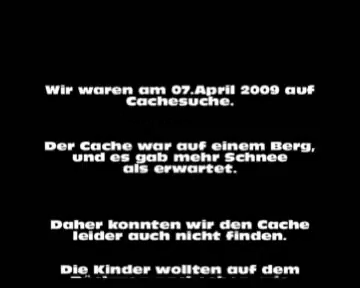 Wir waren am 07.April 2009 auf
Cachesuche.
Der Cache war auf einem Berg,
und es gab mehr Schnee
als erwartet.
Daher konnten wir den Cache
leider auch nicht finden.
Die Kinder wollten auf dem